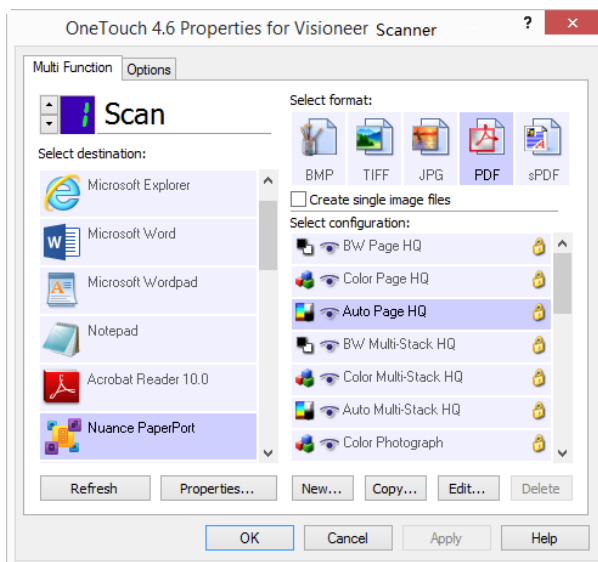 OneTouch 4.6 Properties for Visioneer Scanner
?
×
Multi Function
Options
1 Scan
Select destination:
Microsoft Explorer
Microsoft Word
Microsoft Wordpad
Notepad
Acrobat Reader 10.0
Nuance PaperPort
Refresh
Properties...
Select format:
BMP
TIFF
JPG
PDF
sPDF
Create single image files
Select configuration:
BW Page HQ
Color Page HQ
Auto Page HQ
BW Multi-Stack HQ
Color Multi-Stack HQ
Auto Multi-Stack HQ
Color Photograph
New...
Copy...
Edit...
Delete
OK
Cancel
Apply
Help